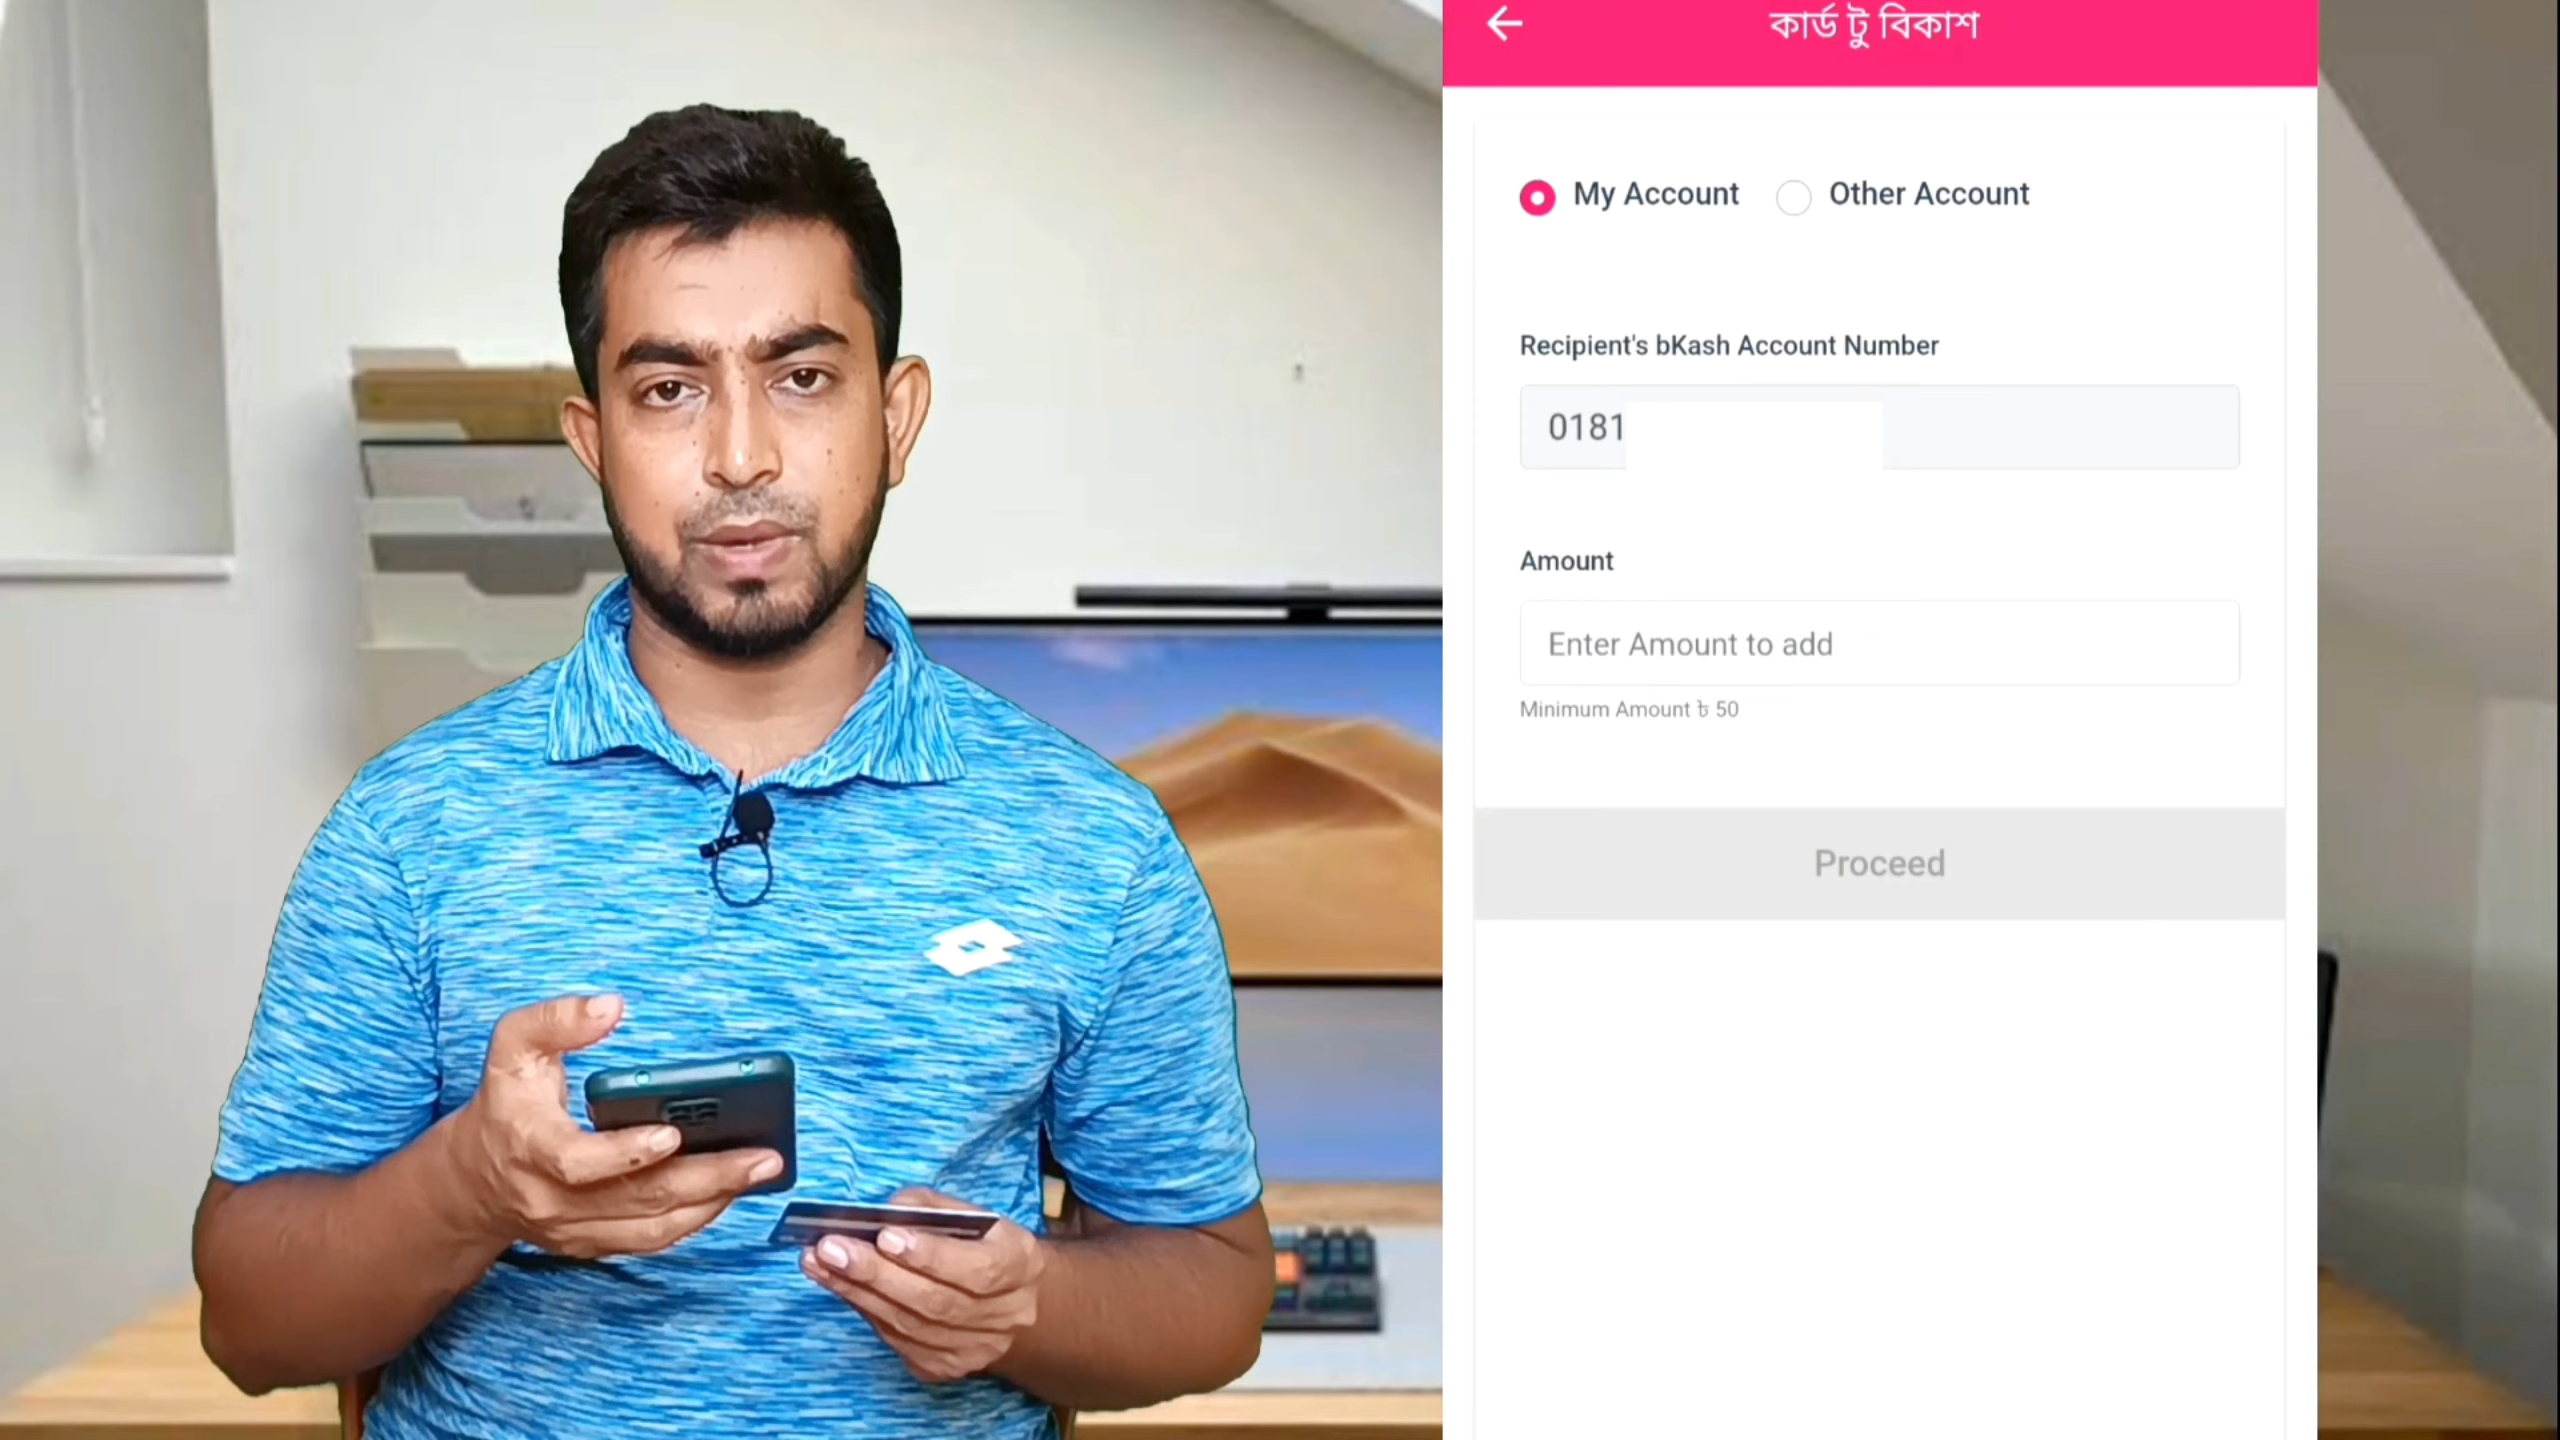 কার্ড টু বিকাশ
My Account Other Account
Recipient's bKash Account Number
0181
Amount
Enter Amount to add
Minimum Amount ৳ 50
Proceed